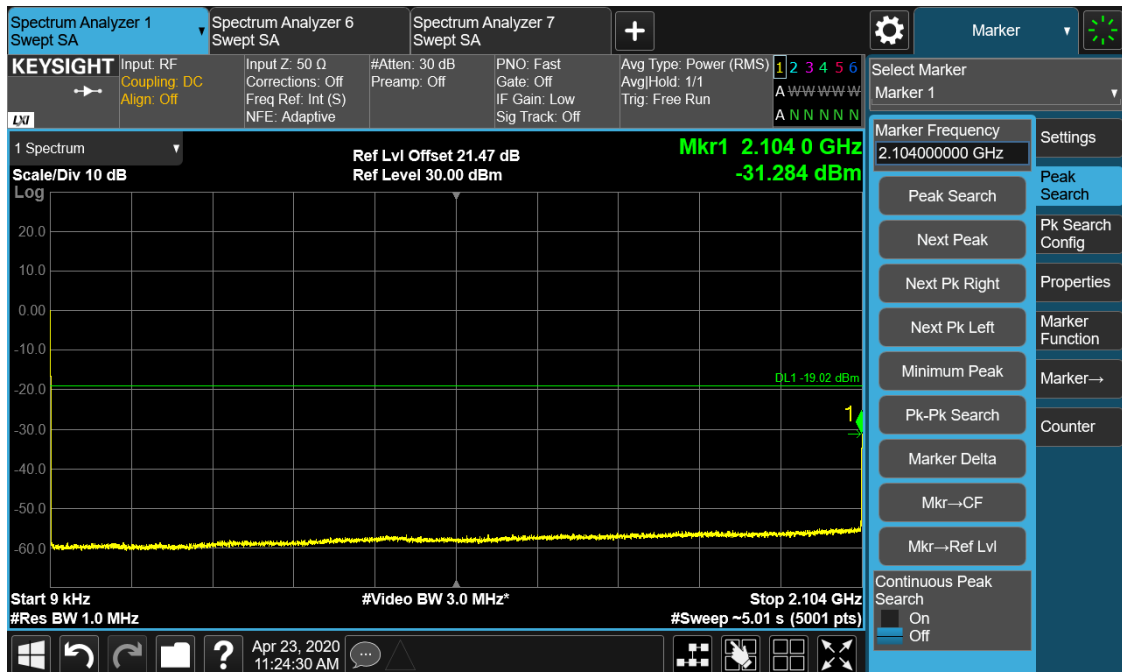 Spectrum Analyzer 1
Swept SA
Spectrum Analyzer 6
Swept SA
Spectrum Analyzer 7
Swept SA
Marker
KEYSIGHT
LXI
Input: RF
Coupling: DC
Align: Off
Input Z: 50 Ω
Corrections: Off
Freq Ref: Int (S)
NFE: Adaptive
#Atten: 30 dB
Preamp: Off
PNO: Fast
Gate: Off
IF Gain: Low
Sig Track: Off
Avg Type: Power (RMS)
Avg|Hold: 1/1
Trig: Free Run
1 2 3 4 5 6
A W W W W W
A N N N N N
Select Marker
Marker 1
1 Spectrum
Scale/Div 10 dB
Ref Lvl Offset 21.47 dB
Ref Level 30.00 dBm
Mkr1 2.104 0 GHz
-31.284 dBm
Log
20.0
10.0
0.00
-10.0
-20.0
-30.0
-40.0
-50.0
-60.0
DL1 -19.02 dBm
1
Start 9 kHz
#Res BW 1.0 MHz
#Video BW 3.0 MHz*
Stop 2.104 GHz
#Sweep ~5.01 s (5001 pts)
Marker Frequency
2.104000000 GHz
Peak Search
Next Peak
Next Pk Right
Next Pk Left
Minimum Peak
Pk-Pk Search
Marker Delta
Mkr→CF
Mkr→Ref Lvl
Continuous Peak
Search
On
Off
Settings
Peak
Search
Pk Search
Config
Properties
Marker
Function
Marker→
Counter
?
Apr 23, 2020
11:24:30 AM